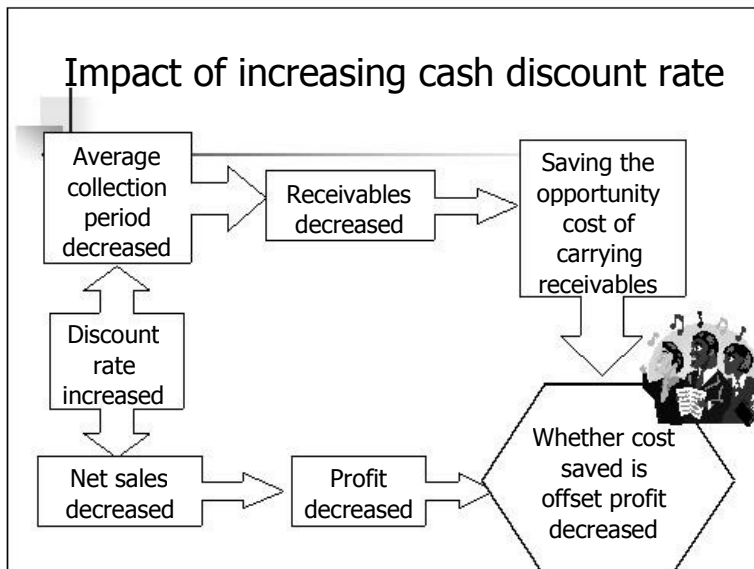 Impact of increasing cash discount rate
Average
collection
period
decreased
Receivables
decreased
Saving the
opportunity
cost of
carrying
receivables
Discount
rate
increased
Net sales
decreased
Profit
decreased
Whether cost
saved is
offset profit
decreased